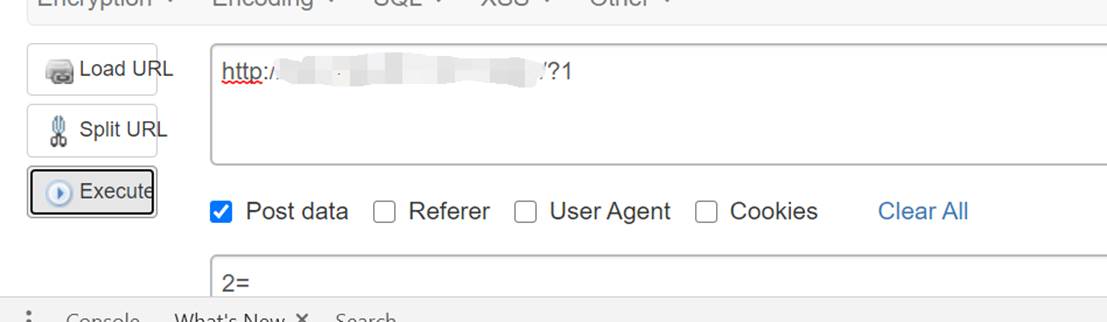 Encryption Encoding SQL XSS Other
Load URL
http:/ /?1
Split URL
Execute
Post data Referer User Agent Cookies Clear All
2=
Console What's New Search